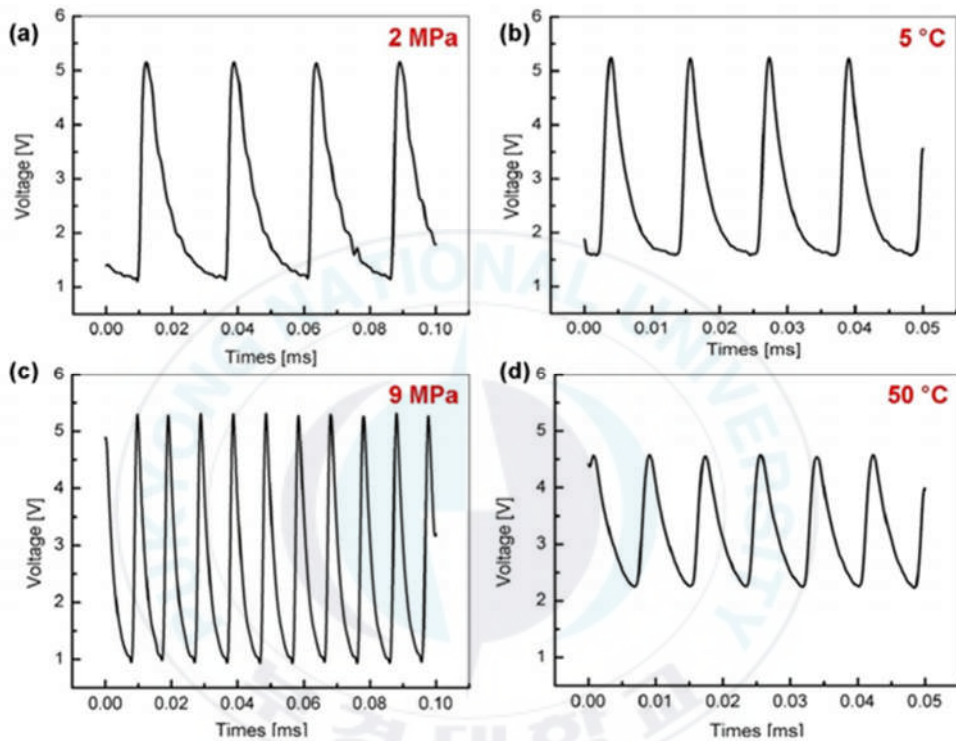 (a)
2 MPa
Voltage [V]
6
5
4
3
2
1
0.00 0.02 0.04 0.06 0.08 0.10
Times [ms]
(b)
5 °C
Voltage [V]
6
5
4
3
2
1
0.00 0.01 0.02 0.03 0.04 0.05
Times [ms]
(c)
9 MPa
Voltage [V]
6
5
4
3
2
1
0.00 0.02 0.04 0.06 0.08 0.10
Times [ms]
(d)
50 °C
Voltage [V]
6
5
4
3
2
1
0.00 0.01 0.02 0.03 0.04 0.05
Times [ms]
PUKYONG NATIONAL UNIVERSITY